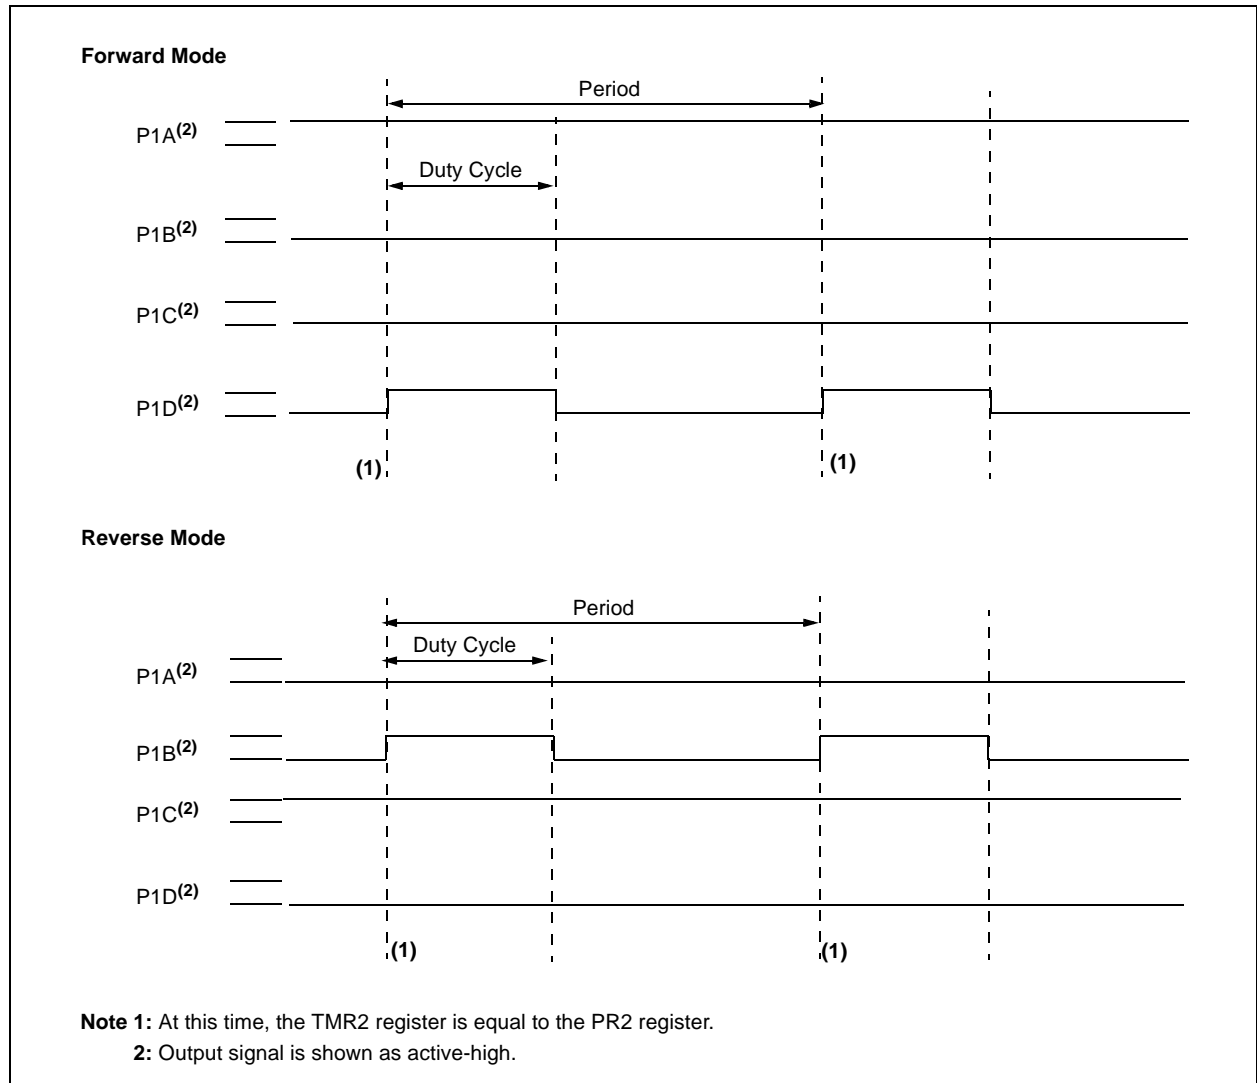 Forward Mode
Period
P1A(2)
Duty Cycle
P1B(2)
P1C(2)
P1D(2)
(1)
(1)
Reverse Mode
Period
Duty Cycle
P1A(2)
P1B(2)
P1C(2)
P1D(2)
(1)
(1)
Note 1: At this time, the TMR2 register is equal to the PR2 register.
2: Output signal is shown as active-high.